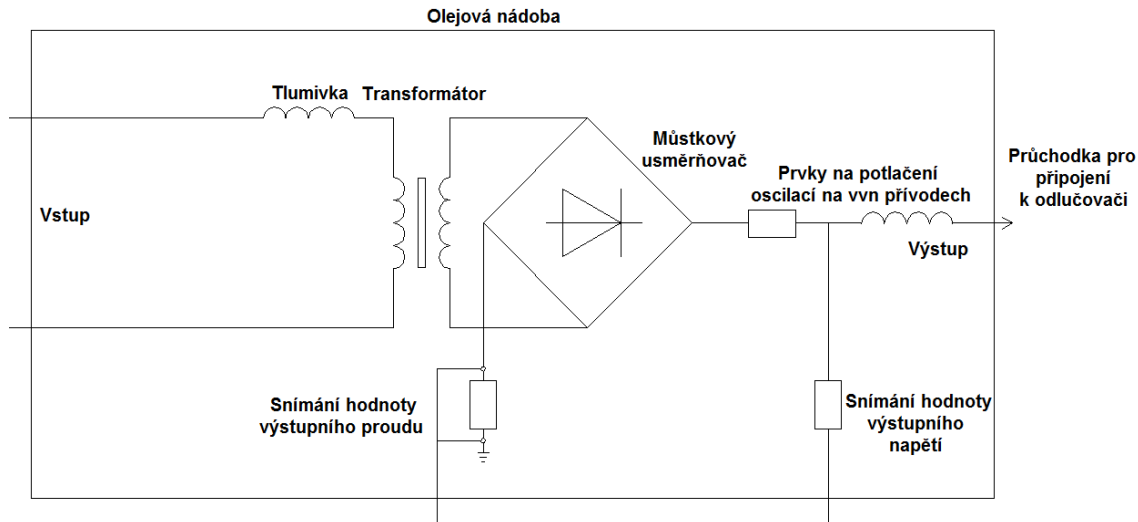 Olejová nádoba
Tlumivka
Transformátor
Můstkový
usměrňovač
Prvky na potlačení
oscilací na vvn přívodech
Průchodka pro
připojení
k odlučovači
Vstup
Výstup
Snímání hodnoty
výstupního proudu
Snímání hodnoty
výstupního
napětí